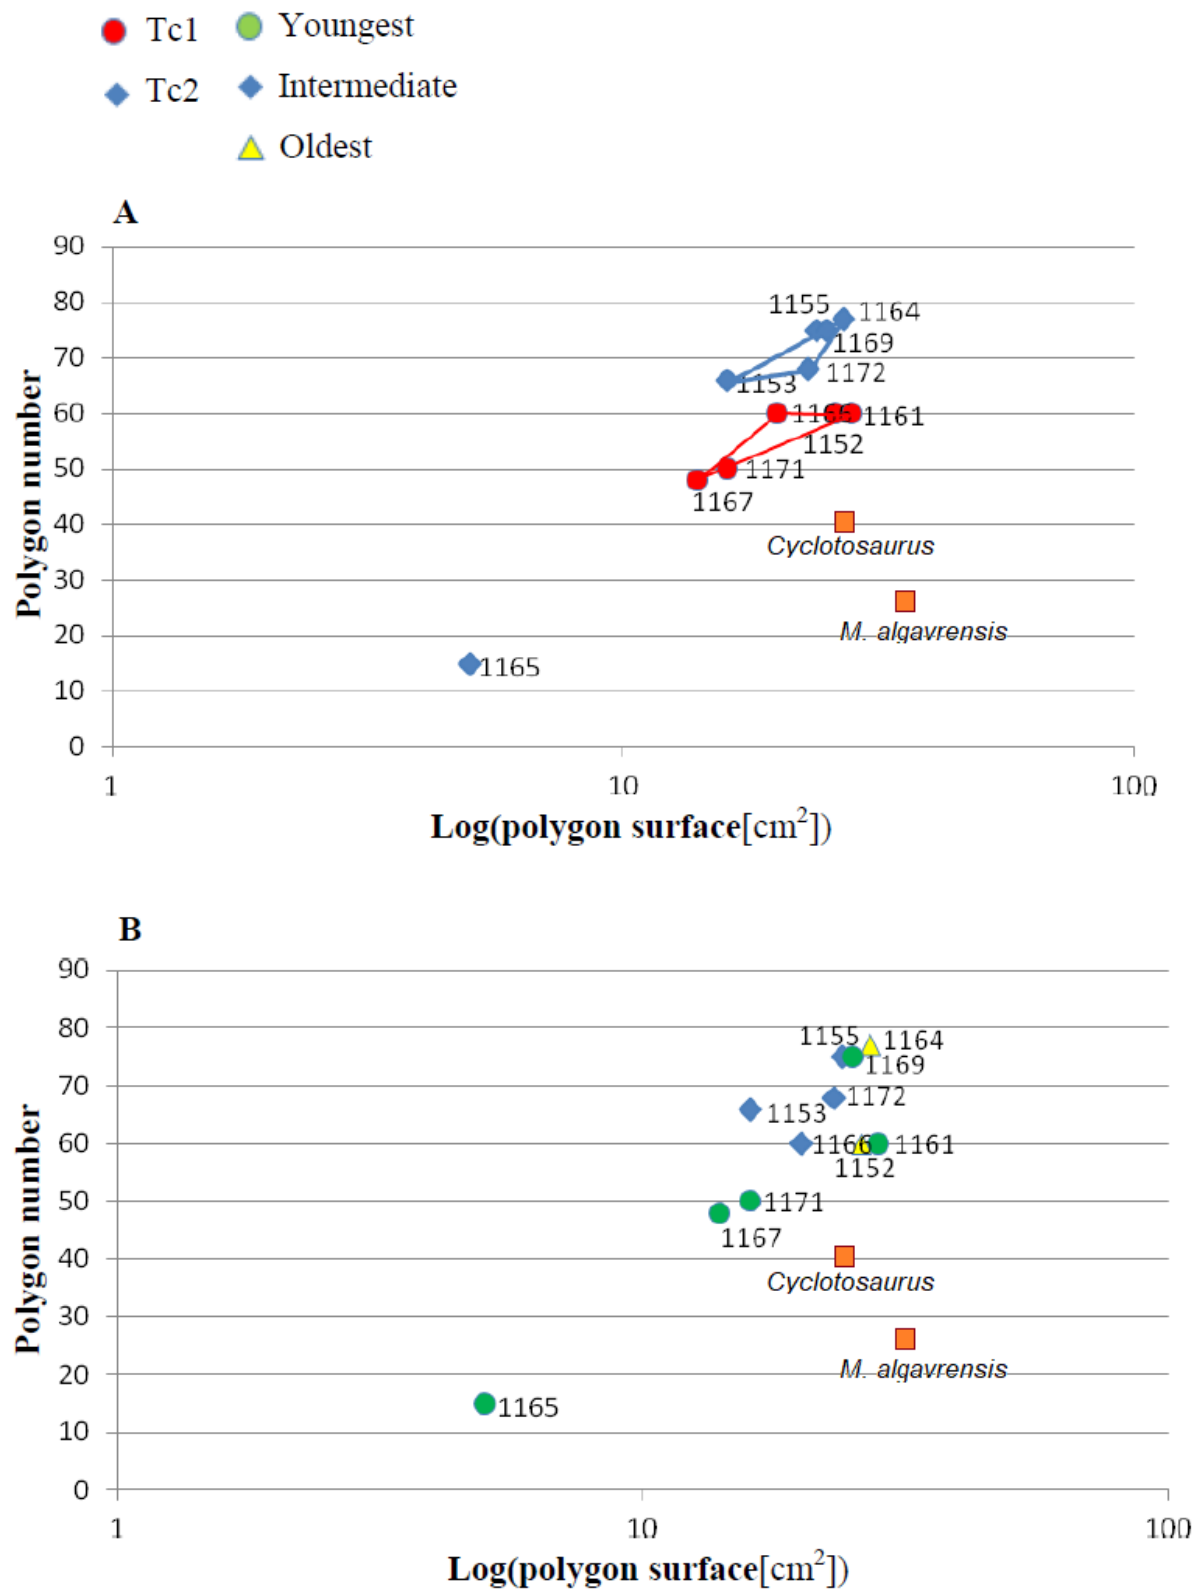 Tc1 Youngest
Tc2 Intermediate
Oldest
A
90
80
70
60
50
40
30
20
10
0
Polygon number
1155
1164
1169
1153
1172
1166
1161
1152
1171
1167
Cyclotosaurus
M. algavrensis
1165
1 10 100
Log(polygon surface[cm²])
B
90
80
70
60
50
40
30
20
10
0
Polygon number
1155
1164
1169
1172
1153
1166
1161
1152
1171
1167
Cyclotosaurus
M. algavrensis
1165
1 10 100
Log(polygon surface[cm²])